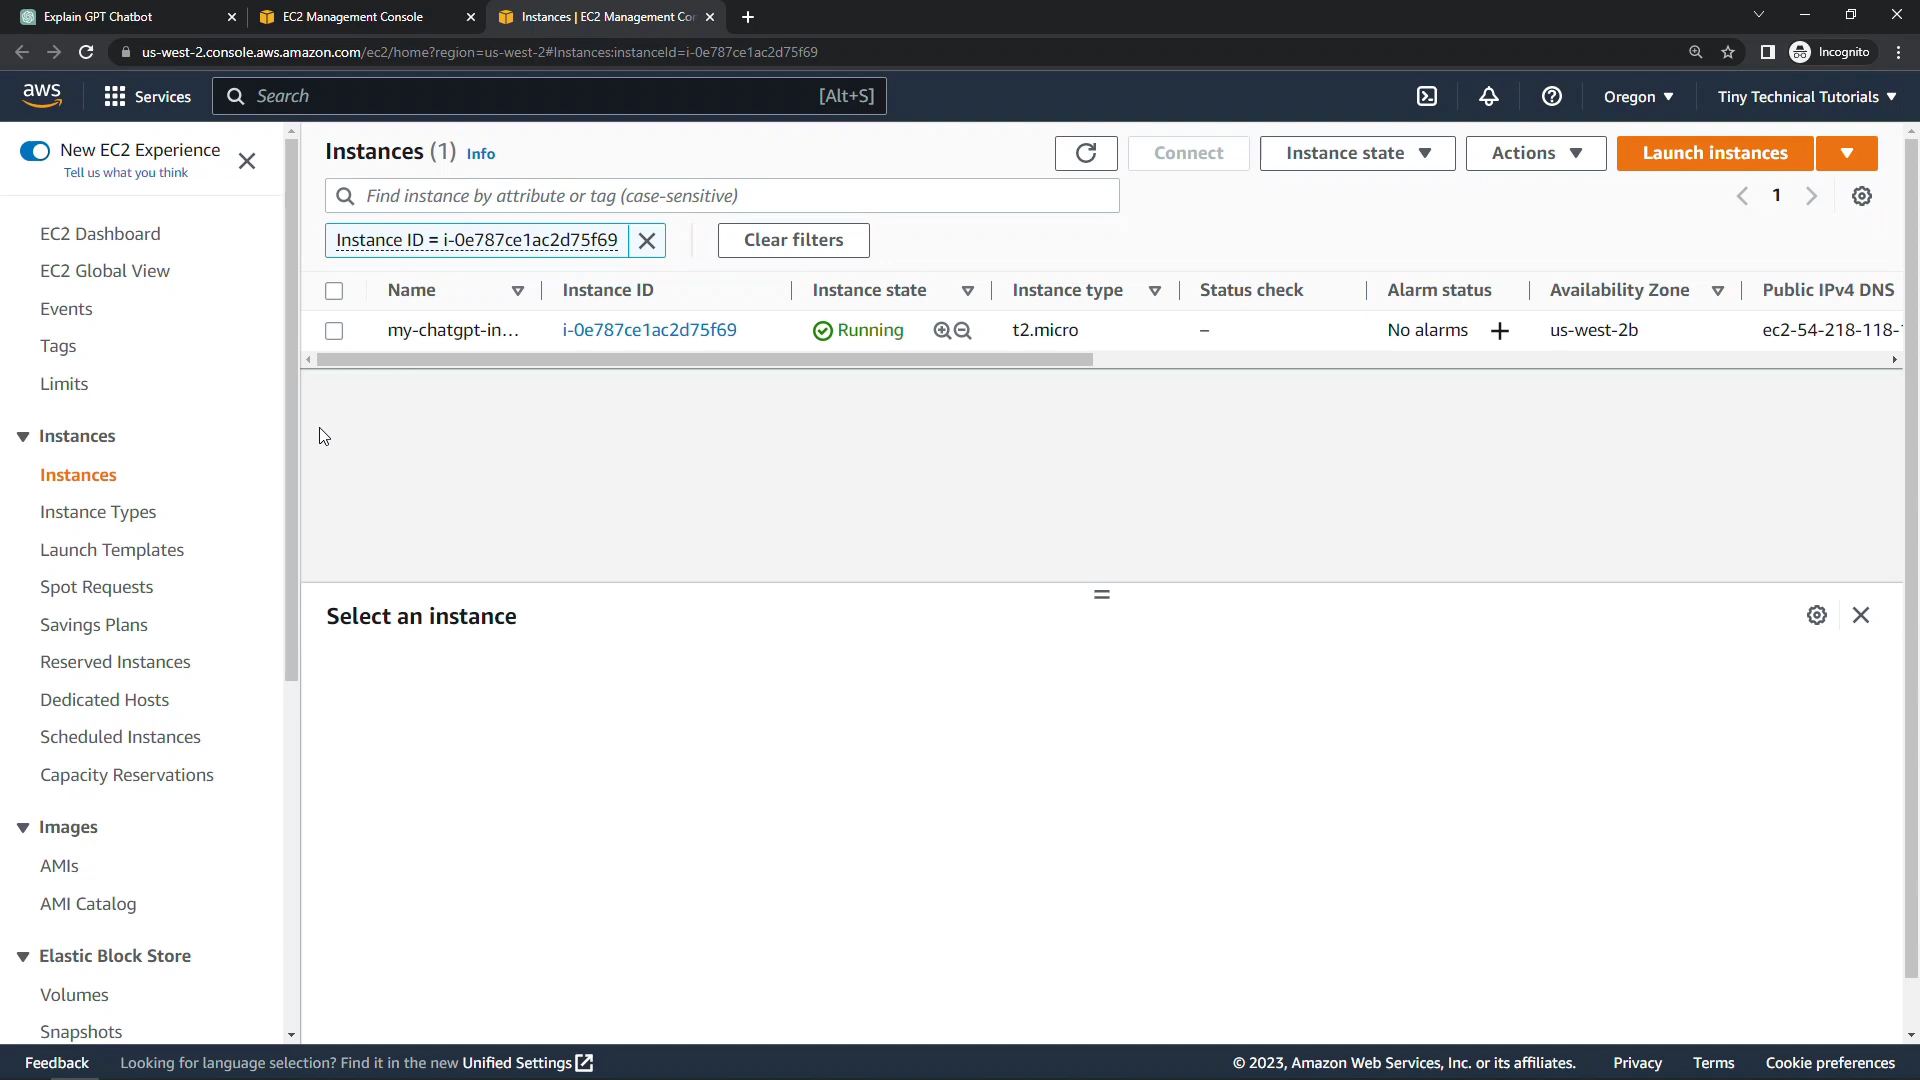 Explain GPT Chatbot
EC2 Management Console
Instances | EC2 Management Con
us-west-2.console.aws.amazon.com/ec2/home?region=us-west-2#Instances:instanceId=i-0e787ce1ac2d75f69
Incognito
aws
Services
Search
[Alt+S]
Oregon
Tiny Technical Tutorials
New EC2 Experience
Tell us what you think
EC2 Dashboard
EC2 Global View
Events
Tags
Limits
Instances
Instances
Instance Types
Launch Templates
Spot Requests
Savings Plans
Reserved Instances
Dedicated Hosts
Scheduled Instances
Capacity Reservations
Images
AMIs
AMI Catalog
Elastic Block Store
Volumes
Snapshots
Instances (1) Info
Connect
Instance state
Actions
Launch instances
Find instance by attribute or tag (case-sensitive)
1
Instance ID = i-0e787ce1ac2d75f69
Clear filters
Name Instance ID Instance state Instance type Status check Alarm status Availability Zone Public IPv4 DNS
my-chatgpt-in... i-0e787ce1ac2d75f69 Running t2.micro – No alarms + us-west-2b ec2-54-218-118-
Select an instance
Feedback Looking for language selection? Find it in the new Unified Settings
© 2023, Amazon Web Services, Inc. or its affiliates. Privacy Terms Cookie preferences